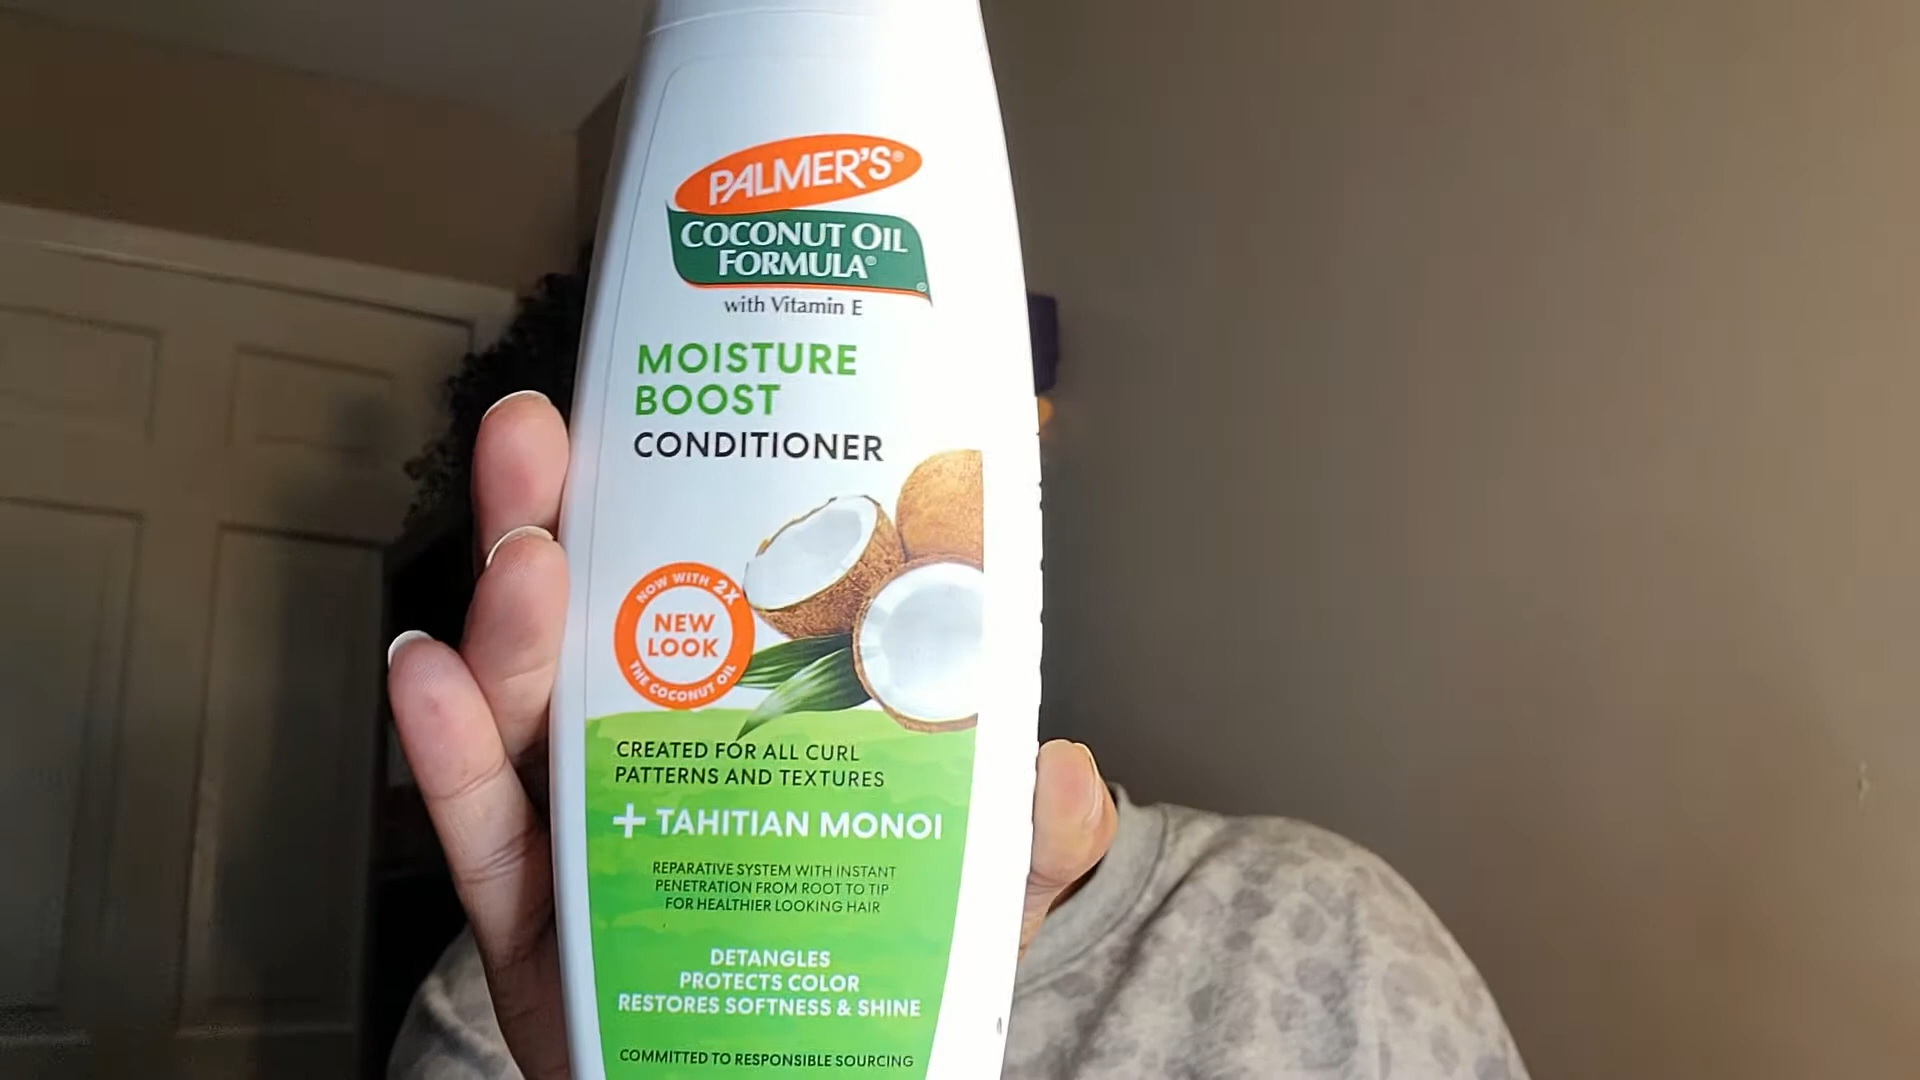 PALMER'S®
COCONUT OIL
FORMULA®
with Vitamin E
MOISTURE
BOOST
CONDITIONER
NOW WITH 2X
NEW
LOOK
THE COCONUT OIL
CREATED FOR ALL CURL
PATTERNS AND TEXTURES
+ TAHITIAN MONOI
REPARATIVE SYSTEM WITH INSTANT
PENETRATION FROM ROOT TO TIP
FOR HEALTHIER LOOKING HAIR
DETANGLES
PROTECTS COLOR
RESTORES SOFTNESS & SHINE
COMMITTED TO RESPONSIBLE SOURCING